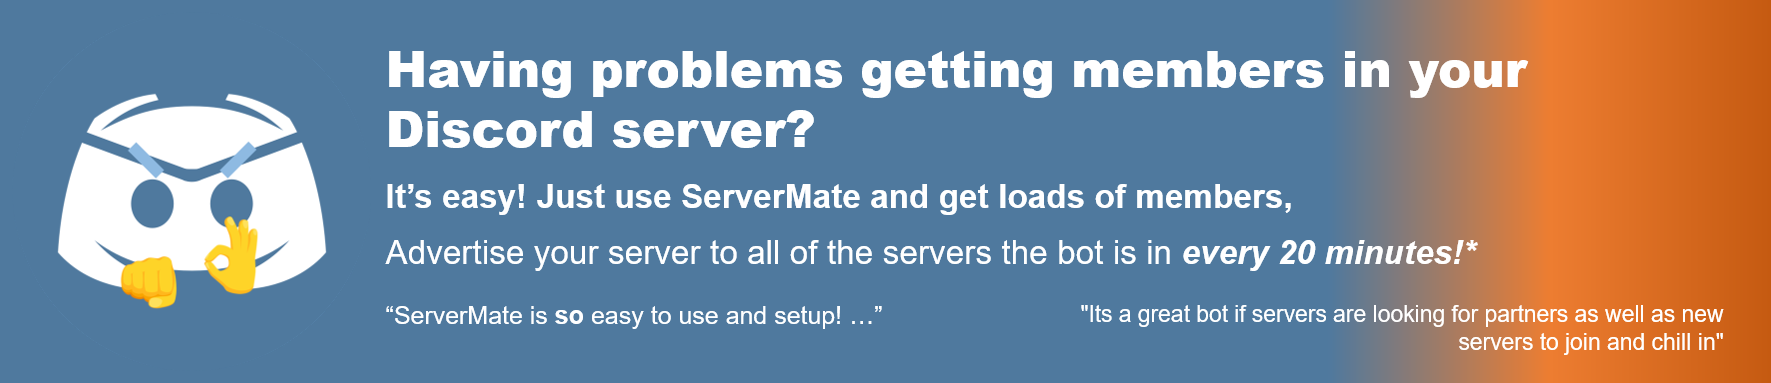 Having problems getting members in your
Discord server?
It’s easy! Just use ServerMate and get loads of members,
Advertise your server to all of the servers the bot is in every 20 minutes!*
“ServerMate is so easy to use and setup! …”
"Its a great bot if servers are looking for partners as well as new
servers to join and chill in"